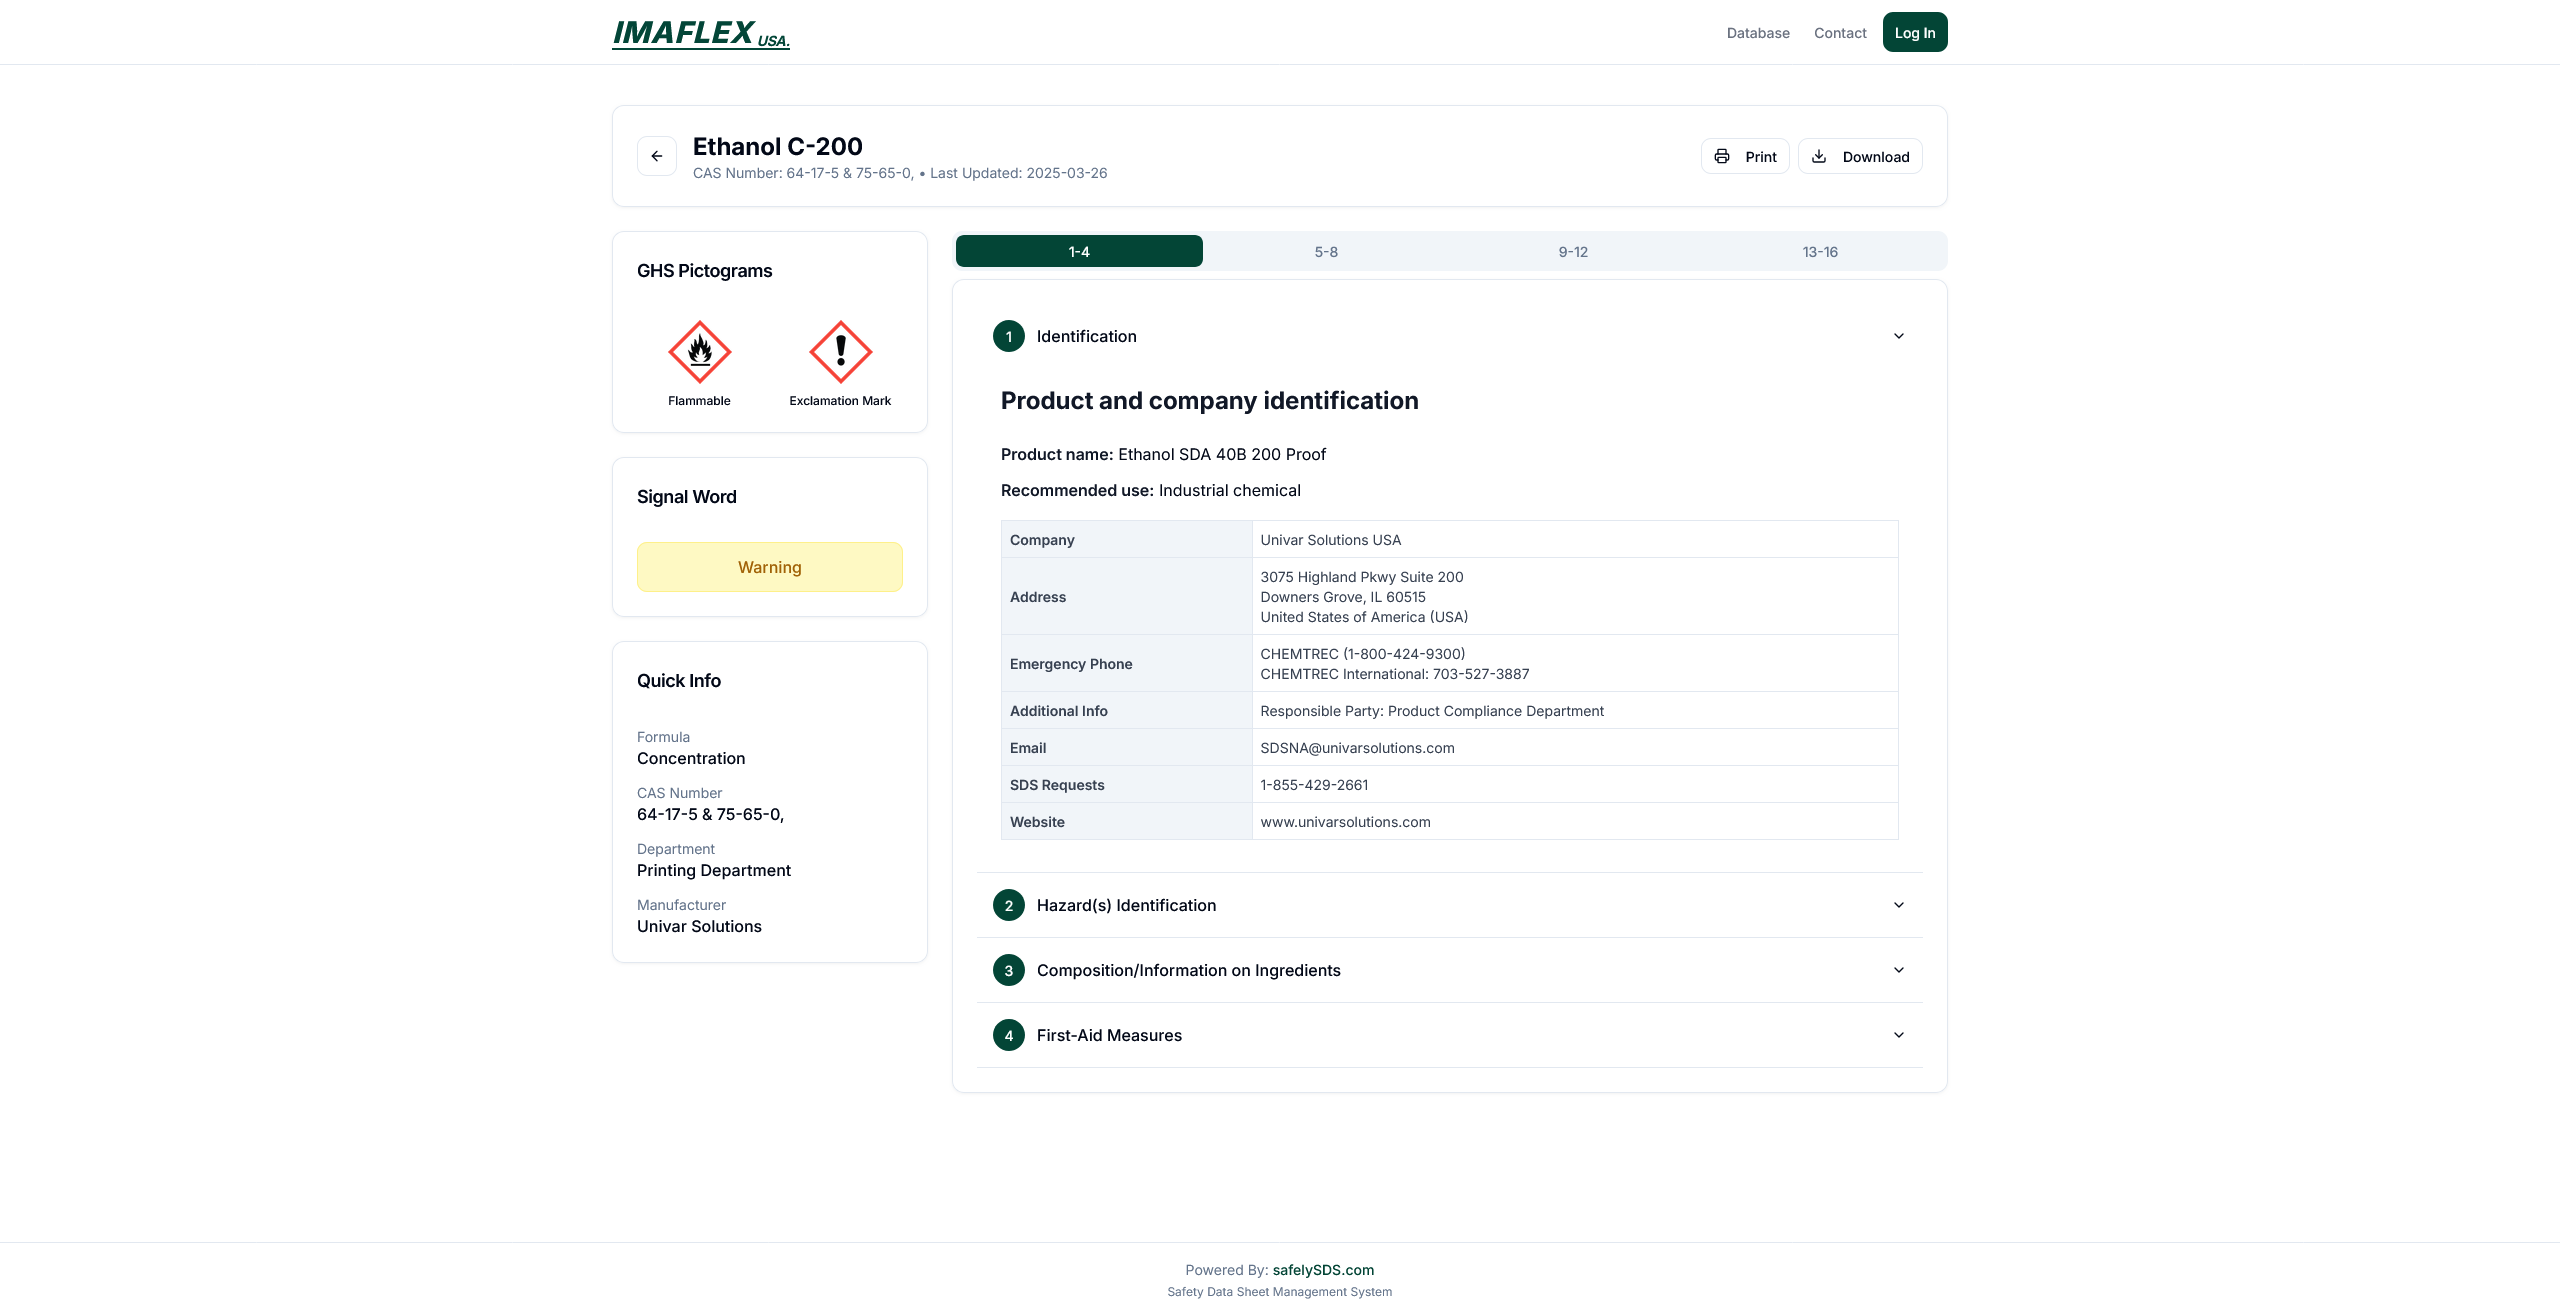 IMAFLEX USA.
Database
Contact
Log In
Ethanol C-200
CAS Number: 64-17-5 & 75-65-0, • Last Updated: 2025-03-26
Print
Download
GHS Pictograms
Flammable
Exclamation Mark
Signal Word
Warning
Quick Info
Formula
Concentration
CAS Number
64-17-5 & 75-65-0,
Department
Printing Department
Manufacturer
Univar Solutions
1-4
5-8
9-12
13-16
1 Identification
Product and company identification
Product name: Ethanol SDA 40B 200 Proof
Recommended use: Industrial chemical
Company Univar Solutions USA
Address 3075 Highland Pkwy Suite 200
Downers Grove, IL 60515
United States of America (USA)
Emergency Phone CHEMTREC (1-800-424-9300)
CHEMTREC International: 703-527-3887
Additional Info Responsible Party: Product Compliance Department
Email SDSNA@univarsolutions.com
SDS Requests 1-855-429-2661
Website www.univarsolutions.com
2 Hazard(s) Identification
3 Composition/Information on Ingredients
4 First-Aid Measures
Powered By: safelySDS.com
Safety Data Sheet Management System